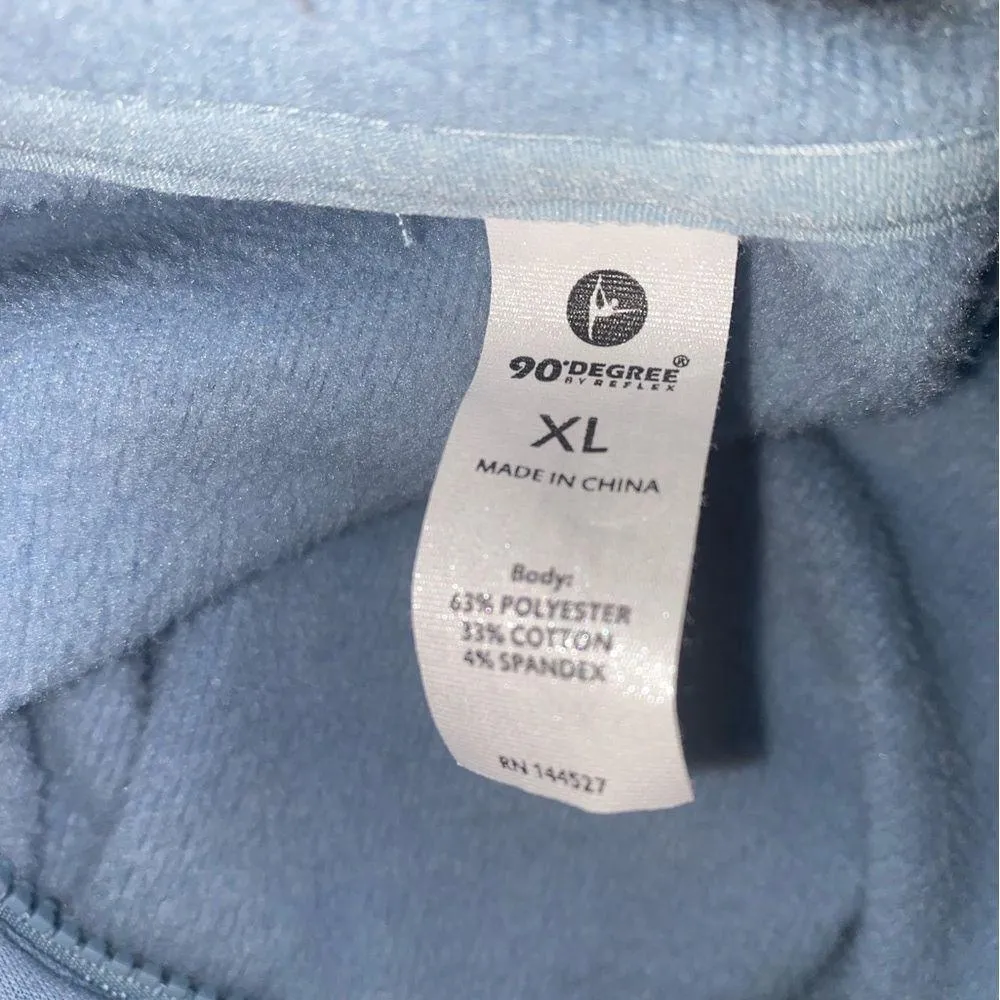 90°DEGREE®
BY REFLEX
XL
MADE IN CHINA
Body:
63% POLYESTER
33% COTTON
4% SPANDEX
RN 144527